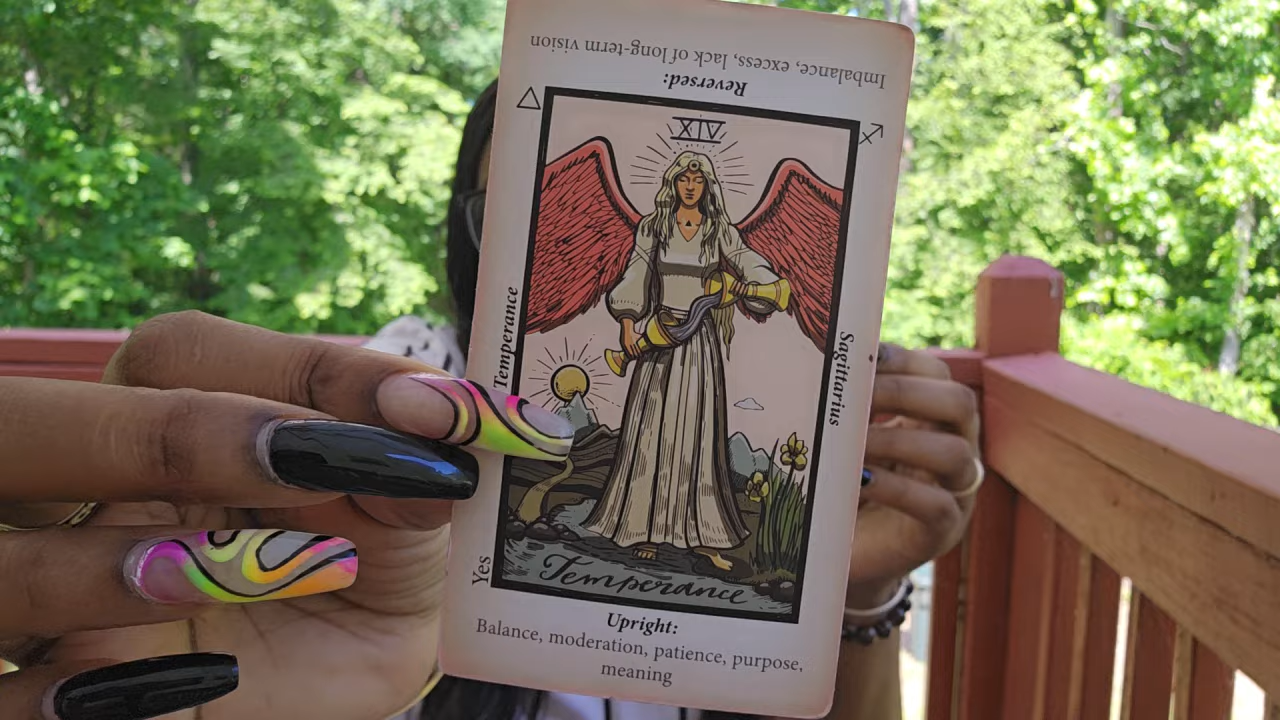 Imbalance, excess, lack of long-term vision
Reversed:
XIV
Temperance
Sagittarius
Yes
Temperance
Upright:
Balance, moderation, patience, purpose,
meaning